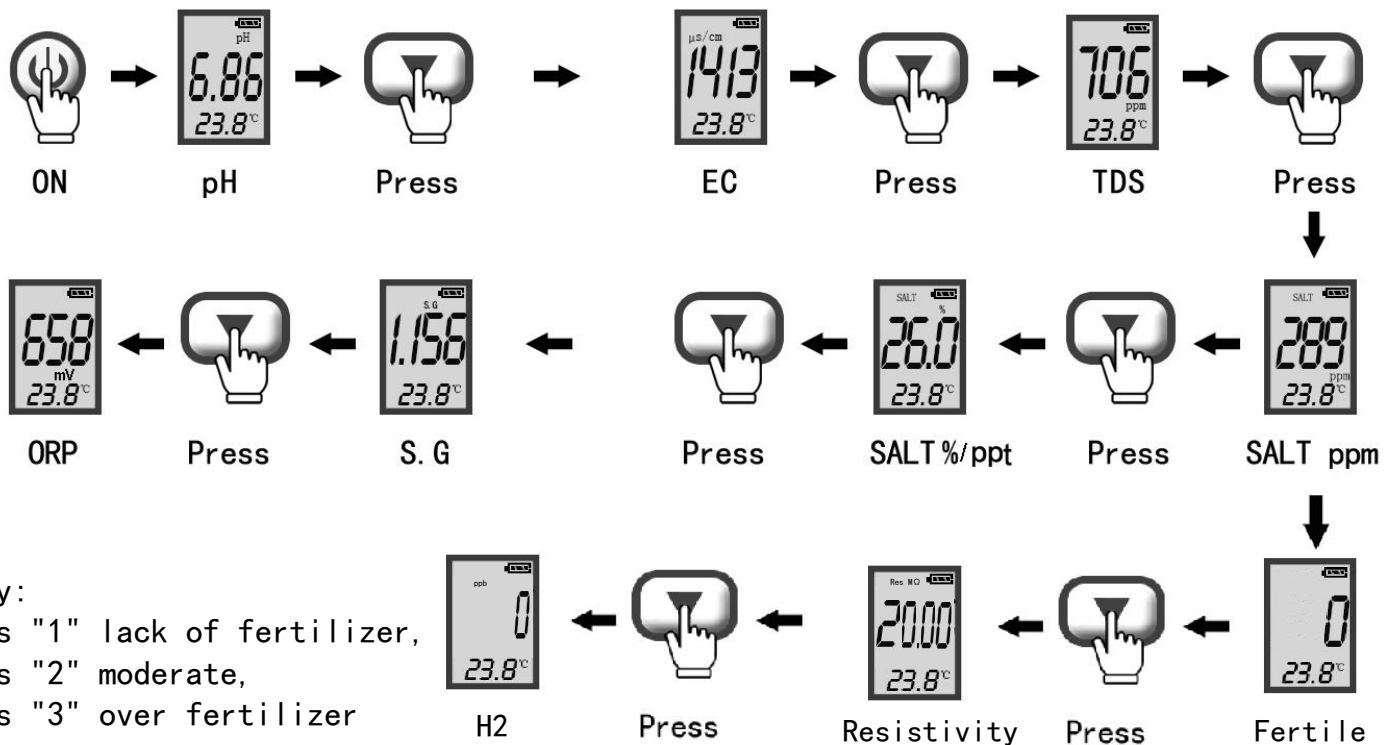 pH
6.86
23.8℃
μs/cm
1413
23.8℃
706
ppm
23.8℃
ON
pH
Press
EC
Press
TDS
Press
658
mV
23.8℃
S.G
1.156
23.8℃
SALT
%
26.0
23.8℃
SALT
289
ppm
23.8℃
ORP
Press
S.G
Press
SALT%/ppt
Press
SALT ppm
y:
s "1" lack of fertilizer,
s "2" moderate,
s "3" over fertilizer
ppb
0
23.8℃
Res MΩ
20.00
23.8℃
0
23.8℃
H2
Press
Resistivity
Press
Fertile